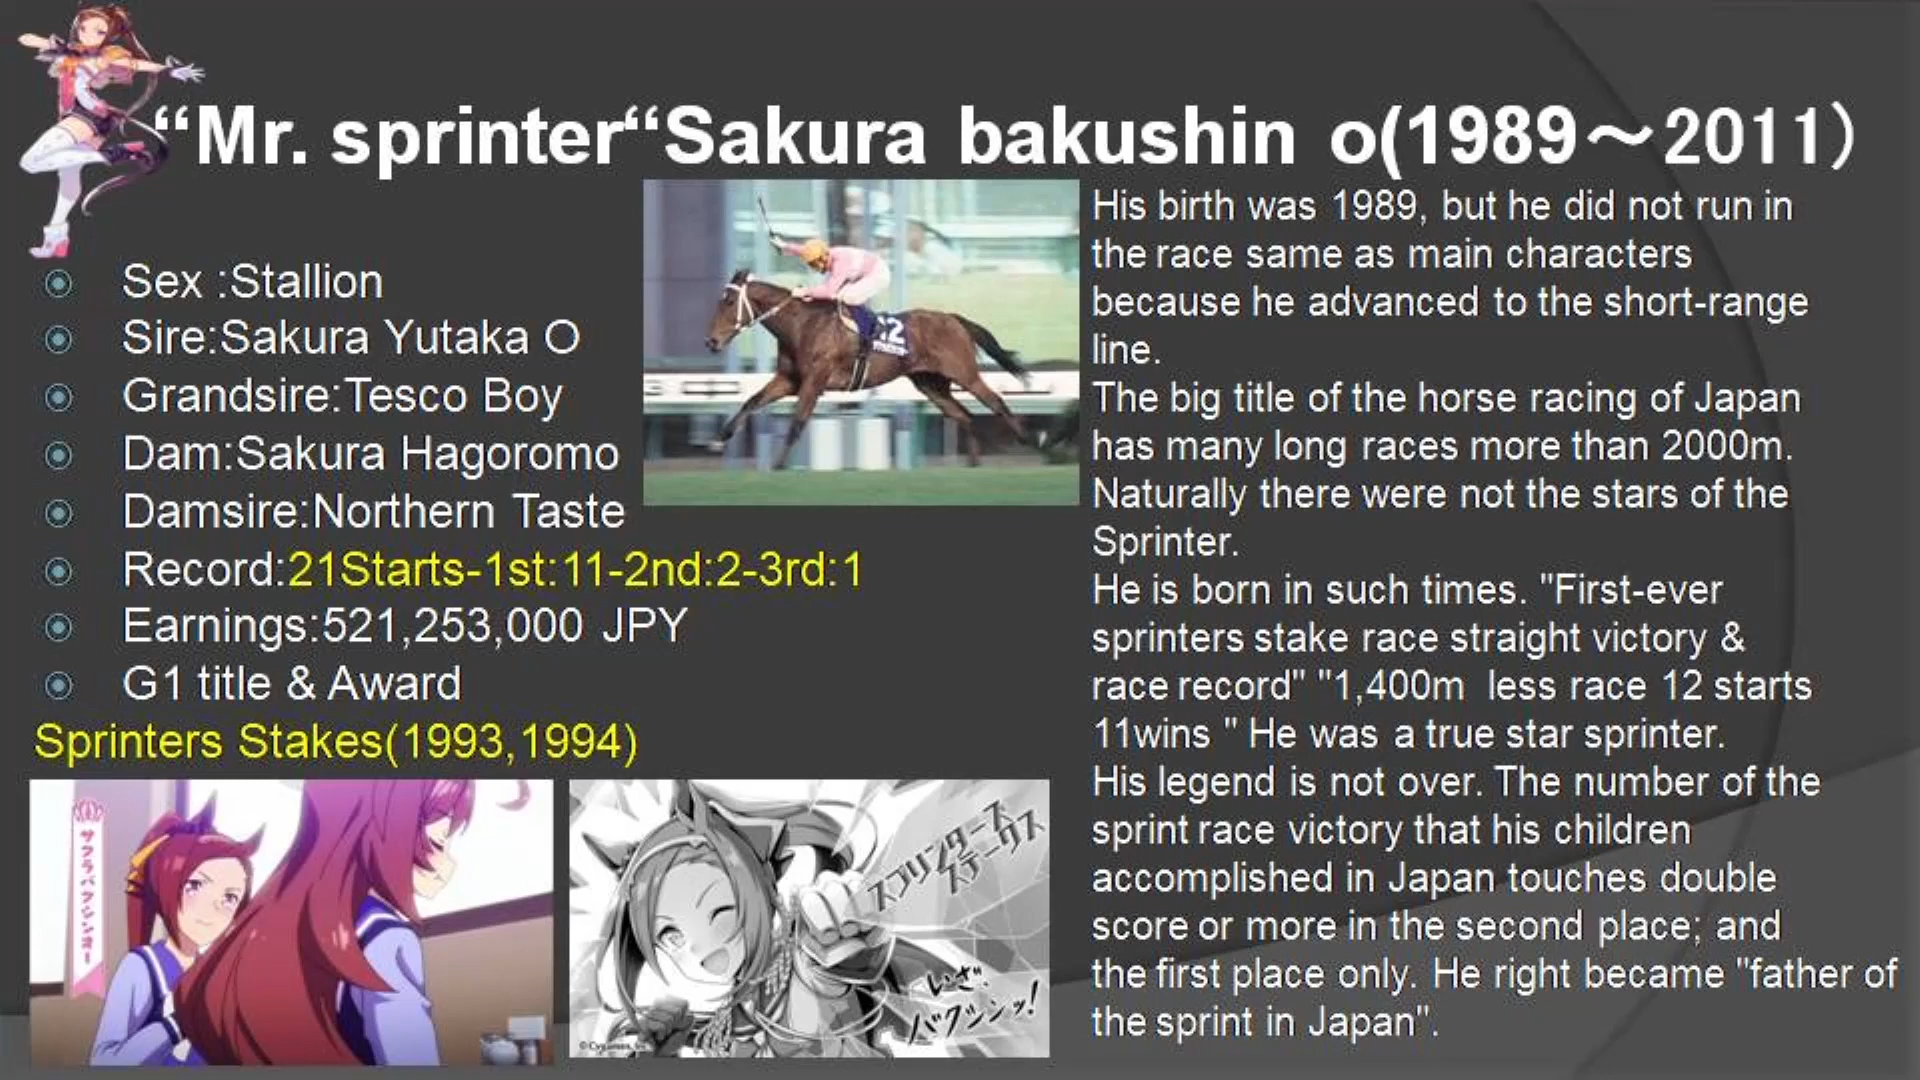 “Mr. sprinter“Sakura bakushin o(1989～2011)
Sex :Stallion
Sire:Sakura Yutaka O
Grandsire:Tesco Boy
Dam:Sakura Hagoromo
Damsire:Northern Taste
Record:21Starts-1st:11-2nd:2-3rd:1
Earnings:521,253,000 JPY
G1 title & Award
Sprinters Stakes(1993,1994)
12
His birth was 1989, but he did not run in
the race same as main characters
because he advanced to the short-range
line.
The big title of the horse racing of Japan
has many long races more than 2000m.
Naturally there were not the stars of the
Sprinter.
He is born in such times. "First-ever
sprinters stake race straight victory &
race record" "1,400m less race 12 starts
11wins " He was a true star sprinter.
His legend is not over. The number of the
sprint race victory that his children
accomplished in Japan touches double
score or more in the second place; and
the first place only. He right became "father of
the sprint in Japan".
サクラバクシンオー
スプリンターズ
ステークス
いざ、
バクシンッ!
©Cygames, Inc.